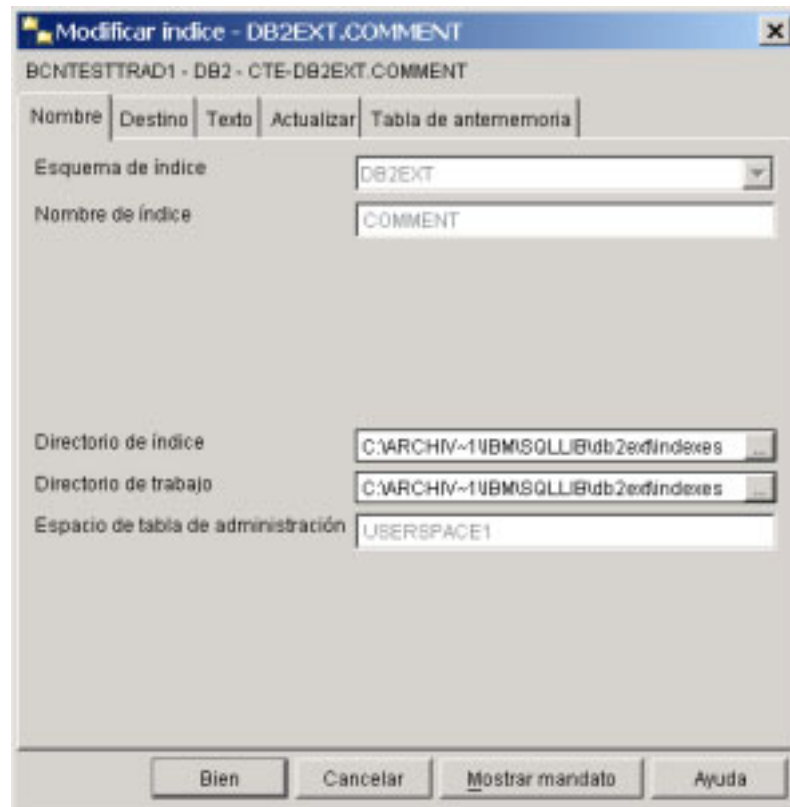 Modificar índice - DB2EXT.COMMENT
BCNTESTTRAD1 - DB2 - CTE-DB2EXT.COMMENT
Nombre Destino Texto Actualizar Tabla de antememoria
Esquema de índice DB2EXT
Nombre de índice COMMENT
Directorio de índice C:\ARCHIV~1\IBM\SQLLIB\db2ext\indexes ...
Directorio de trabajo C:\ARCHIV~1\IBM\SQLLIB\db2ext\indexes ...
Espacio de tabla de administración USERSPACE1
Bien Cancelar Mostrar mandato Ayuda